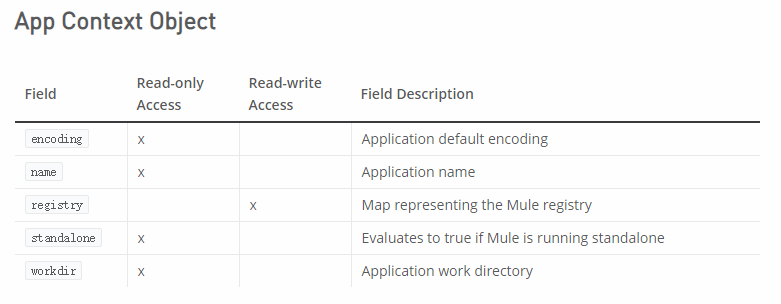 App Context Object
Field Read-only Access Read-write Access Field Description
encoding x Application default encoding
name x Application name
registry x Map representing the Mule registry
standalone x Evaluates to true if Mule is running standalone
workdir x Application work directory